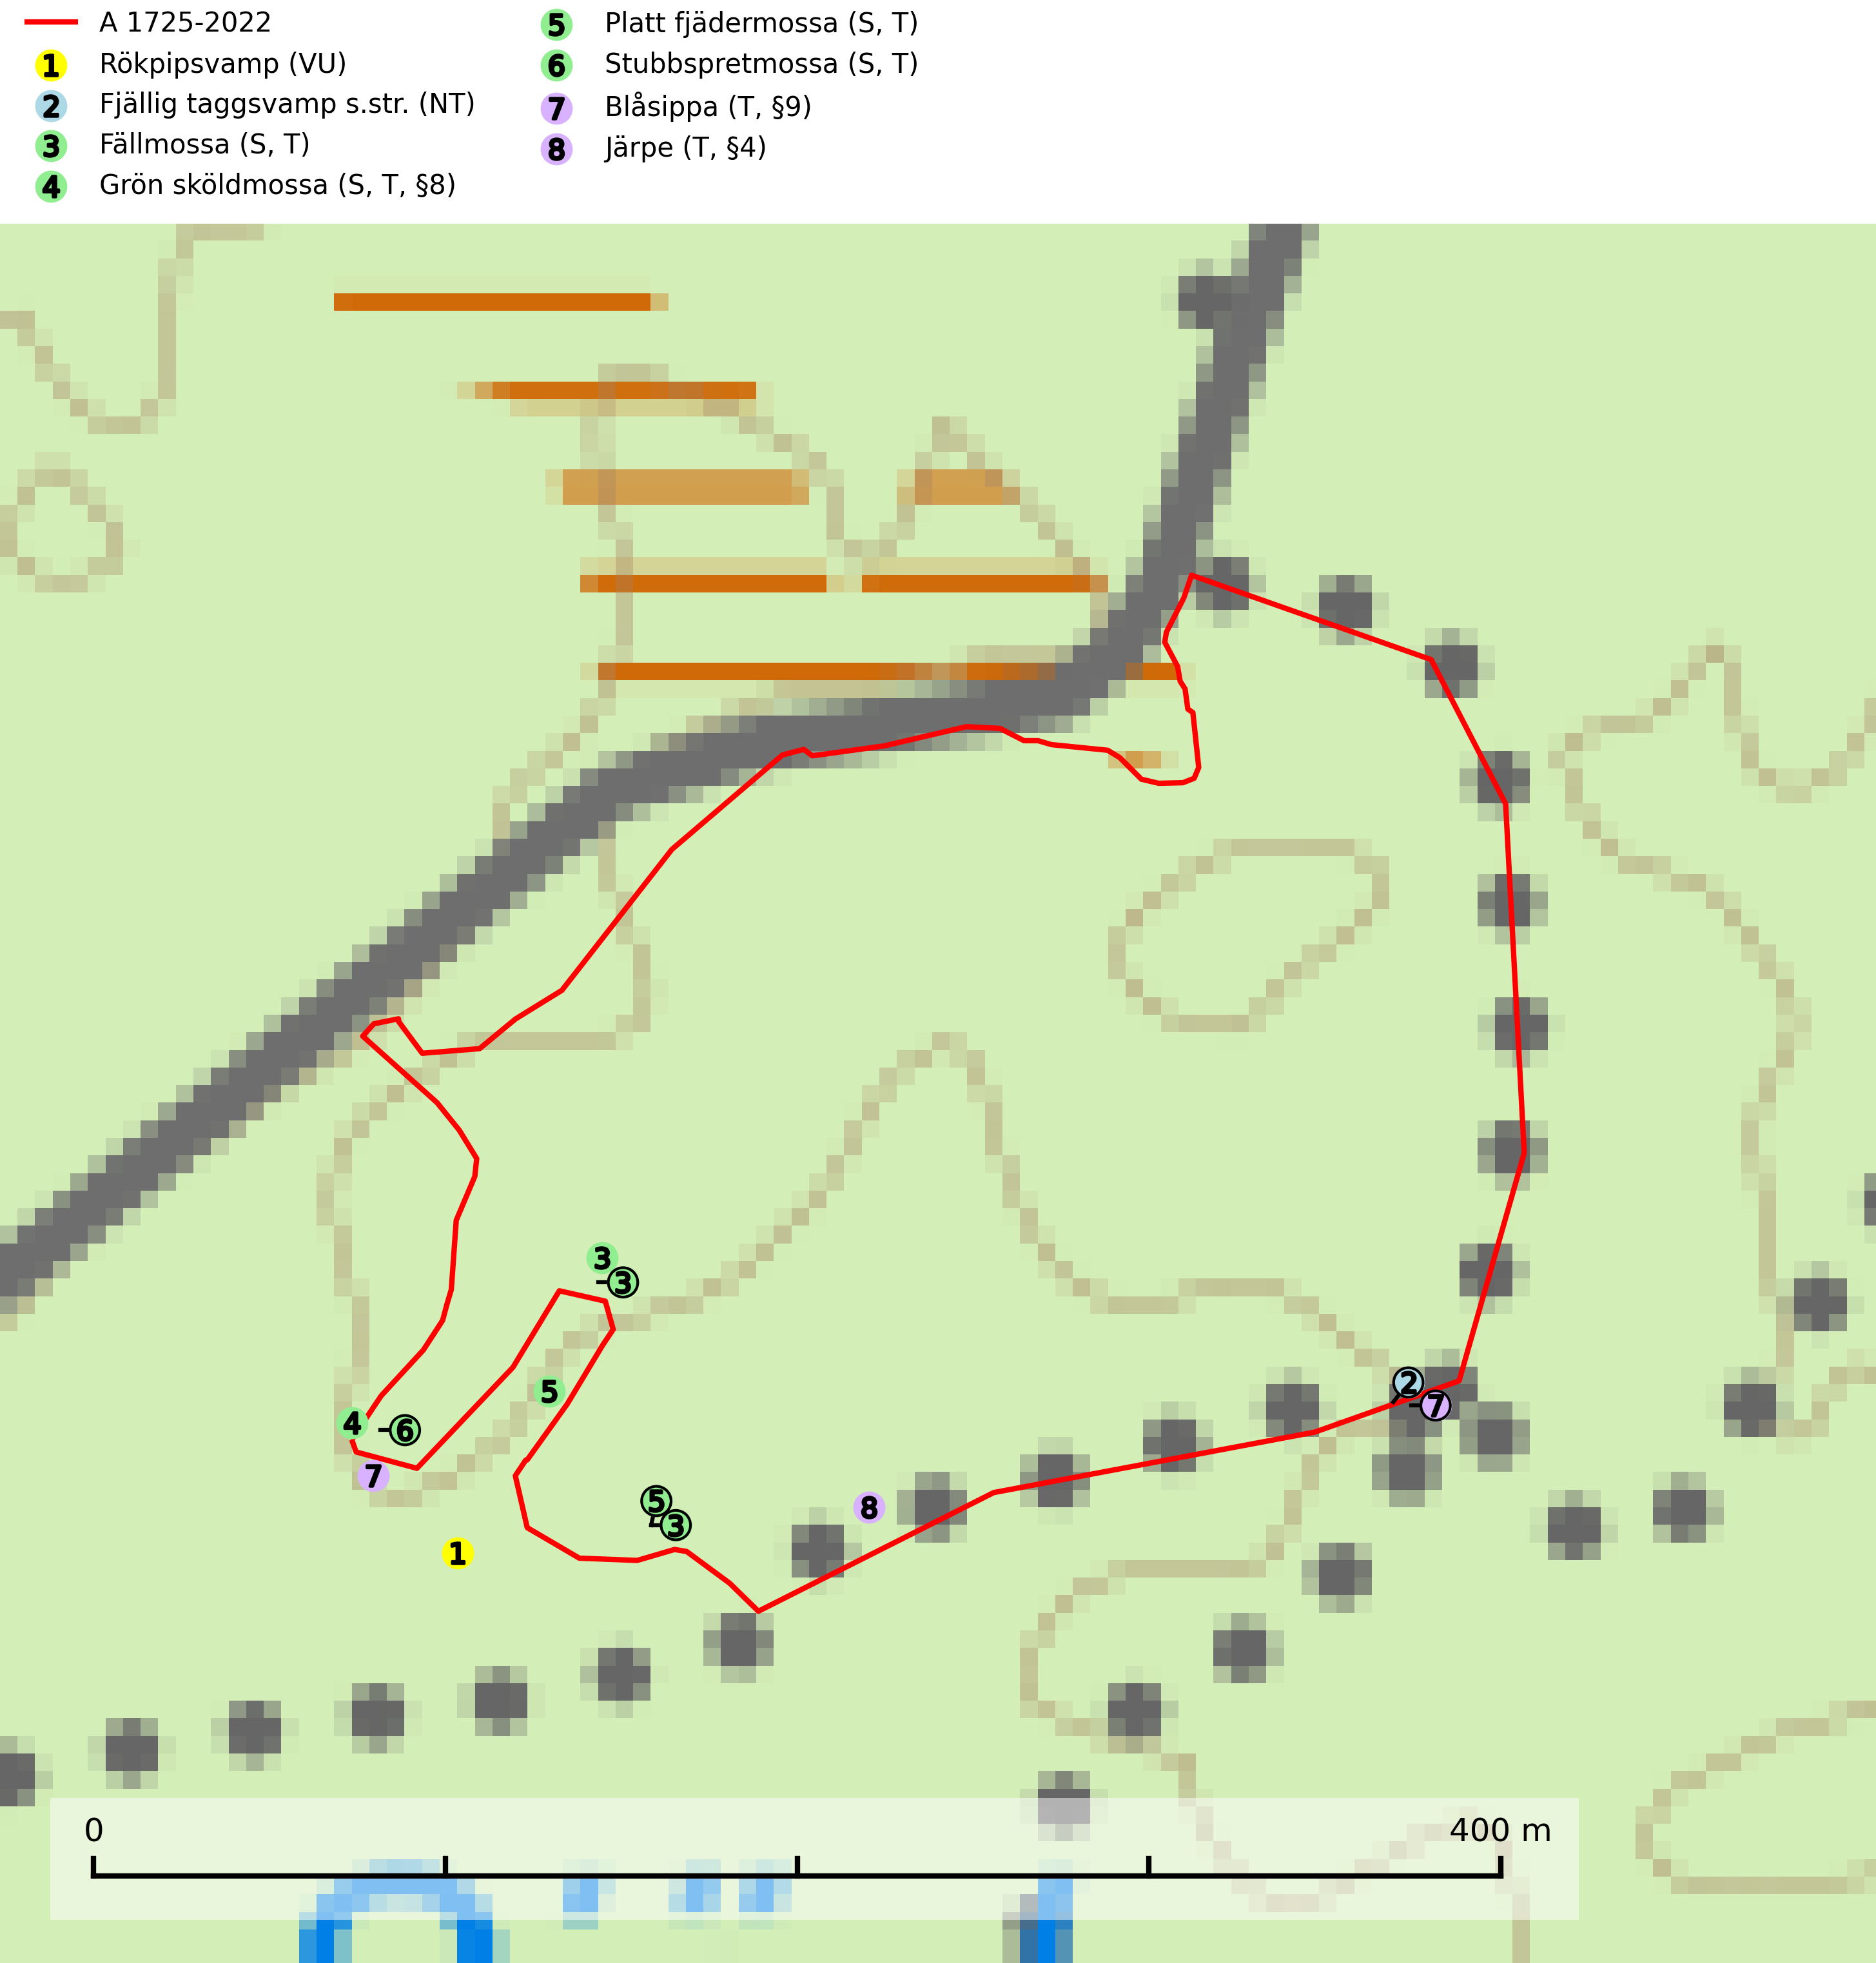 A 1725-2022
1 Rökpipsvamp (VU)
2 Fjällig taggsvamp s.str. (NT)
3 Fällmossa (S, T)
4 Grön sköldmossa (S, T, §8)
5 Platt fjädermossa (S, T)
6 Stubbspretmossa (S, T)
7 Blåsippa (T, §9)
8 Järpe (T, §4)
3
3
2
5
7
4
6
7
5
8
3
1
0 400 m